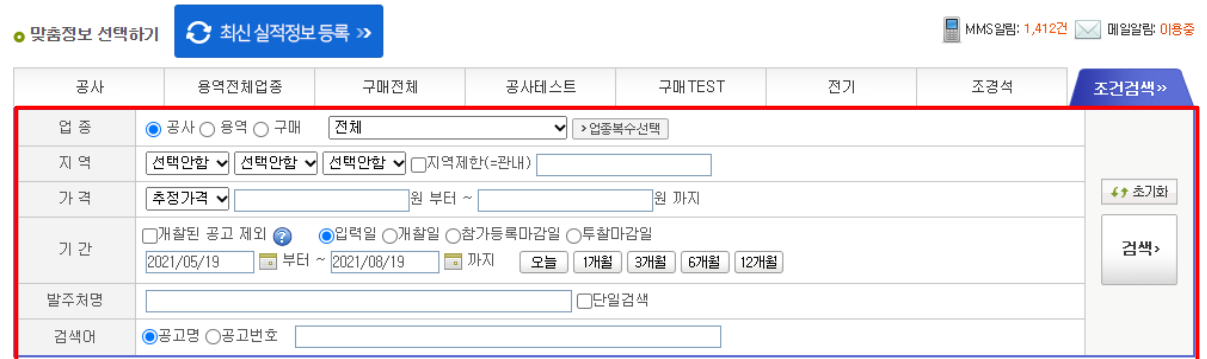 맞춤정보 선택하기 최신 실적정보 등록 >> MMS알림: 1,412건 메일알림: 이용중
공사 용역전체업종 구매전체 공사테스트 구매TEST 전기 조경석 조건검색»
업 종 공사 용역 구매 전체 >업종복수선택
지 역 선택안함 선택안함 선택안함 지역제한(=관내)
가 격 추정가격 원 부터 ~ 원 까지 초기화
기 간 개찰된 공고 제외 ? 입력일 개찰일 참가등록마감일 투찰마감일 검색>
2021/05/19 부터 ~ 2021/08/19 까지 오늘 1개월 3개월 6개월 12개월
발주처명 단일검색
검색어 공고명 공고번호